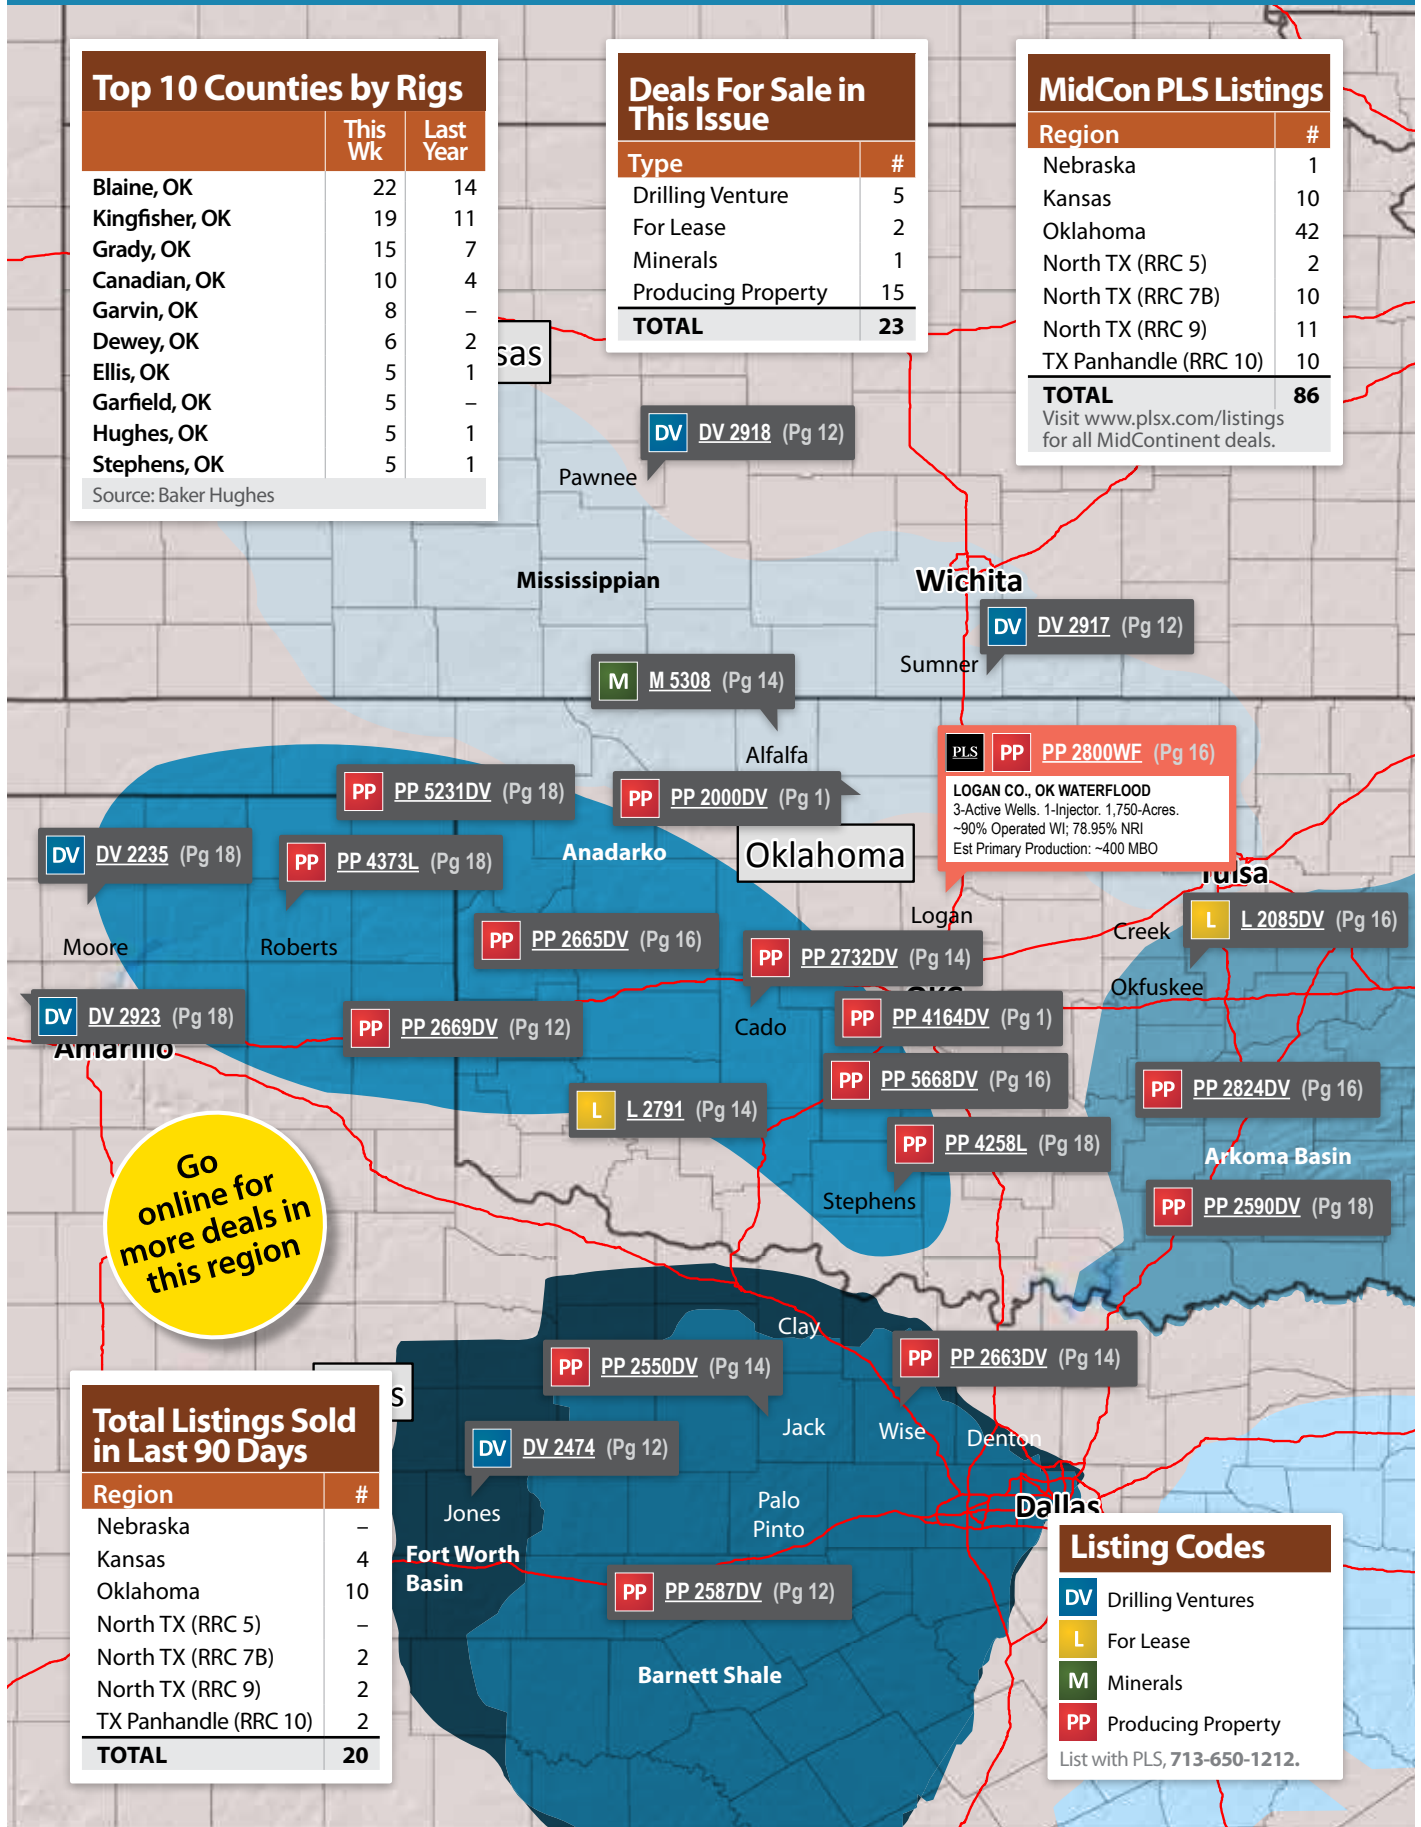 Top 10 Counties by Rigs
This Wk Last Year
Blaine, OK 22 14
Kingfisher, OK 19 11
Grady, OK 15 7
Canadian, OK 10 4
Garvin, OK 8 –
Dewey, OK 6 2
Ellis, OK 5 1
Garfield, OK 5 –
Hughes, OK 5 1
Stephens, OK 5 1
Source: Baker Hughes
Deals For Sale in
This Issue
Type #
Drilling Venture 5
For Lease 2
Minerals 1
Producing Property 15
TOTAL 23
MidCon PLS Listings
Region #
Nebraska 1
Kansas 10
Oklahoma 42
North TX (RRC 5) 2
North TX (RRC 7B) 10
North TX (RRC 9) 11
TX Panhandle (RRC 10) 10
TOTAL 86
Visit www.plsx.com/listings
for all MidContinent deals.
sas
DV DV 2918 (Pg 12)
Pawnee
Mississippian
Wichita
DV DV 2917 (Pg 12)
Sumner
M M 5308 (Pg 14)
Alfalfa
PLS PP PP 2800WF (Pg 16)
LOGAN CO., OK WATERFLOOD
3-Active Wells. 1-Injector. 1,750-Acres.
~90% Operated WI; 78.95% NRI
Est Primary Production: ~400 MBO
PP PP 5231DV (Pg 18)
PP PP 2000DV (Pg 1)
DV DV 2235 (Pg 18)
PP PP 4373L (Pg 18)
Anadarko
Oklahoma
Tulsa
Logan
L L 2085DV (Pg 16)
Creek
Moore
Roberts
PP PP 2665DV (Pg 16)
PP PP 2732DV (Pg 14)
Okfuskee
DV DV 2923 (Pg 18)
Amarillo
PP PP 2669DV (Pg 12)
Cado
PP PP 4164DV (Pg 1)
PP PP 5668DV (Pg 16)
PP PP 2824DV (Pg 16)
L L 2791 (Pg 14)
PP PP 4258L (Pg 18)
Arkoma Basin
Stephens
PP PP 2590DV (Pg 18)
Go
online for
more deals in
this region
Clay
PP PP 2550DV (Pg 14)
PP PP 2663DV (Pg 14)
s
Jack
Wise
Denton
DV DV 2474 (Pg 12)
Jones
Palo
Pinto
Dallas
Fort Worth
Basin
PP PP 2587DV (Pg 12)
Barnett Shale
Total Listings Sold
in Last 90 Days
Region #
Nebraska –
Kansas 4
Oklahoma 10
North TX (RRC 5) –
North TX (RRC 7B) 2
North TX (RRC 9) 2
TX Panhandle (RRC 10) 2
TOTAL 20
Listing Codes
DV Drilling Ventures
L For Lease
M Minerals
PP Producing Property
List with PLS, 713-650-1212.